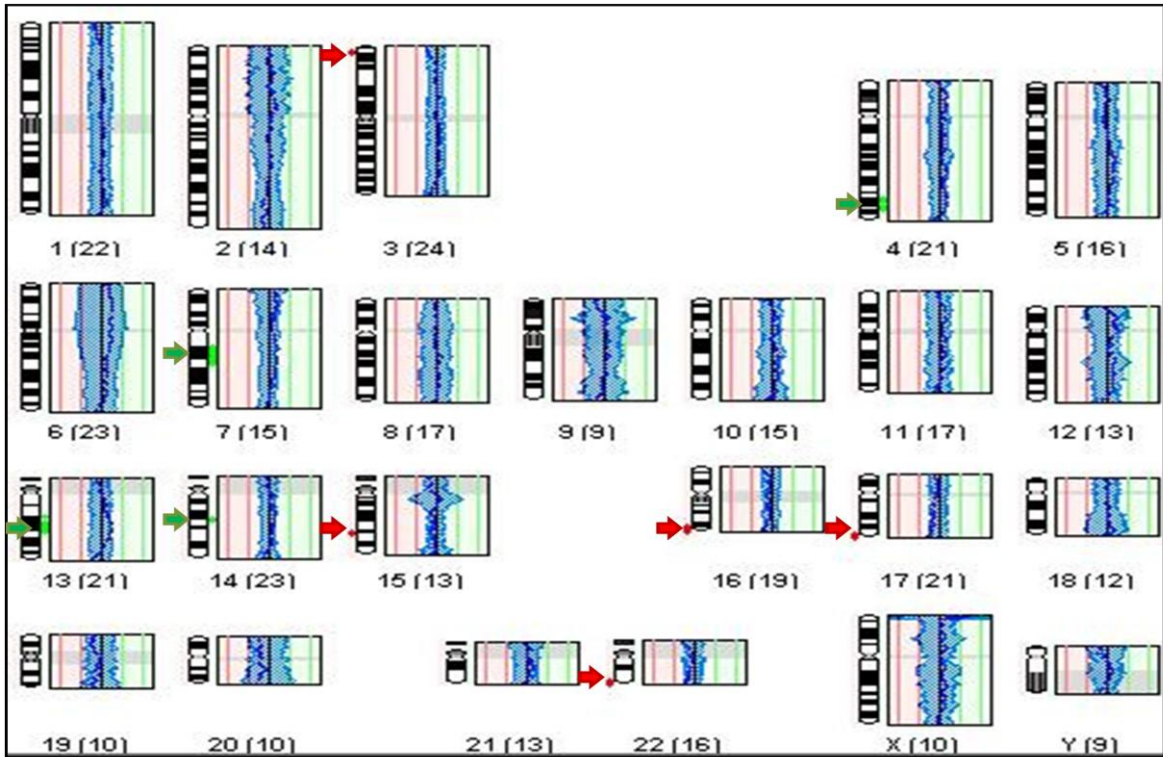 1 [22] 2 [14] 3 [24] 4 [21] 5 [16]
6 [23] 7 [15] 8 [17] 9 [9] 10 [15] 11 [17] 12 [13]
13 [21] 14 [23] 15 [13] 16 [19] 17 [21] 18 [12]
19 [10] 20 [10] 21 [13] 22 [16] X [10] Y [9]